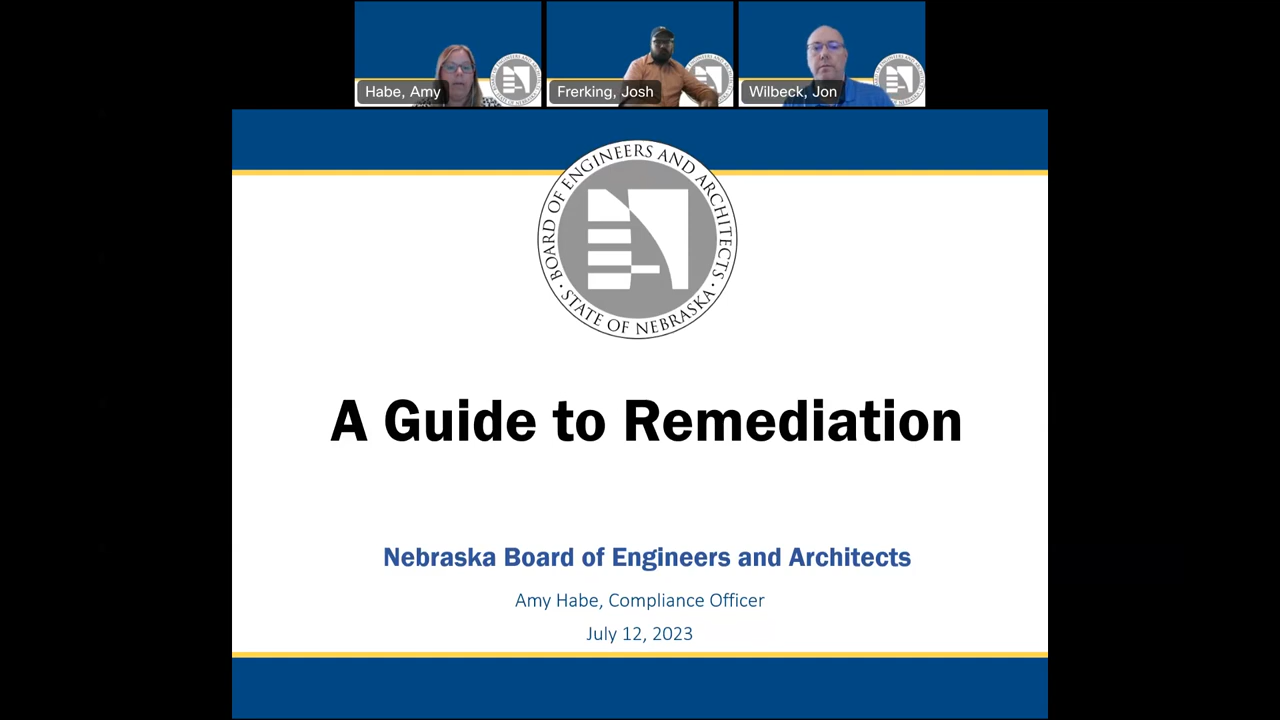 Habe, Amy
Frerking, Josh
Wilbeck, Jon
BOARD OF ENGINEERS AND ARCHITECTS
• STATE OF NEBRASKA •
A Guide to Remediation
Nebraska Board of Engineers and Architects
Amy Habe, Compliance Officer
July 12, 2023